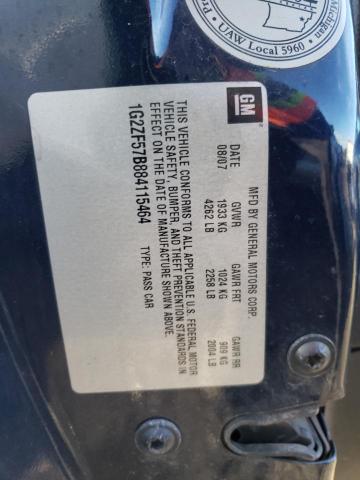 Michigan
UAW Local 5960
GM
MFD BY GENERAL MOTORS CORP.
DATE GVWR GAWR FRT GAWR RR
08/07 1933 KG 1024 KG 909 KG
4262 LB 2258 LB 2004 LB
THIS VEHICLE CONFORMS TO ALL APPLICABLE U.S. FEDERAL MOTOR
VEHICLE SAFETY, BUMPER, AND THEFT PREVENTION STANDARDS IN
EFFECT ON THE DATE OF MANUFACTURE SHOWN ABOVE.
1G2ZF57B884115464 TYPE: PASS CAR